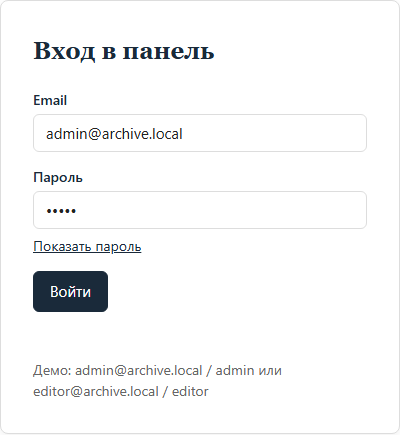 Вход в панель
Email
admin@archive.local
Пароль
•••••
Показать пароль
Войти
Демо: admin@archive.local / admin или
editor@archive.local / editor